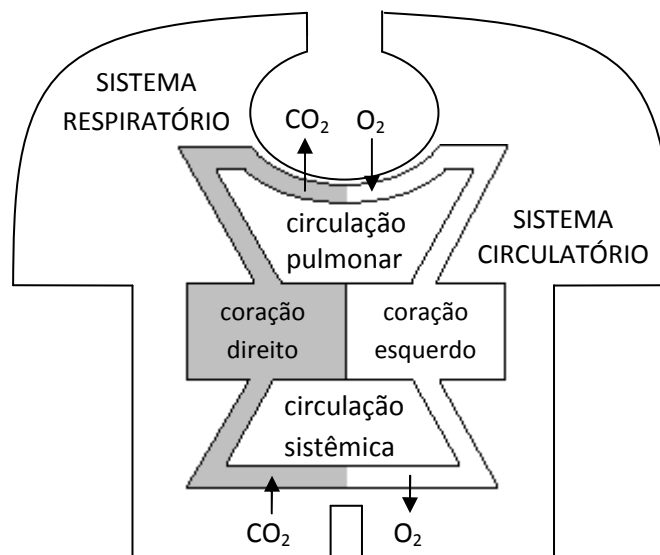 SISTEMA
RESPIRATÓRIO
CO₂ O₂
circulação
pulmonar
SISTEMA
CIRCULATÓRIO
coração
direito
coração
esquerdo
circulação
sistêmica
CO₂ O₂